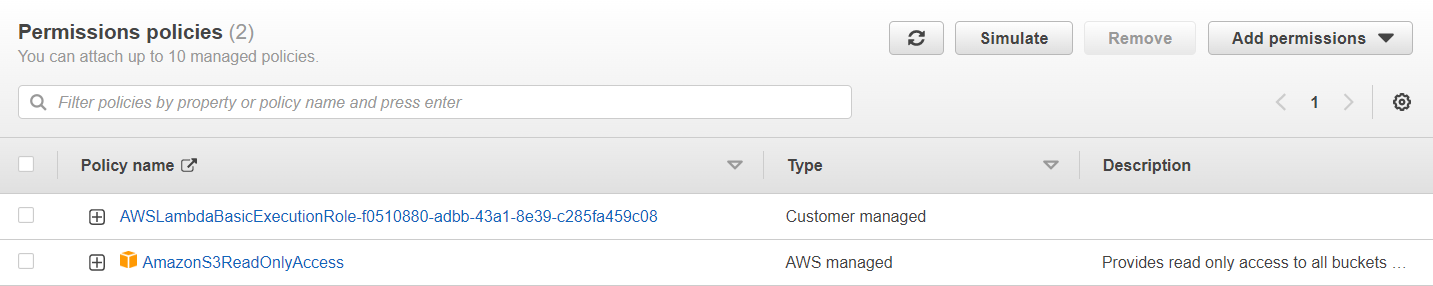 Permissions policies (2)
You can attach up to 10 managed policies.
Simulate
Remove
Add permissions
Filter policies by property or policy name and press enter
1
Policy name Type Description
AWSLambdaBasicExecutionRole-f0510880-adbb-43a1-8e39-c285fa459c08 Customer managed
AmazonS3ReadOnlyAccess AWS managed Provides read only access to all buckets …